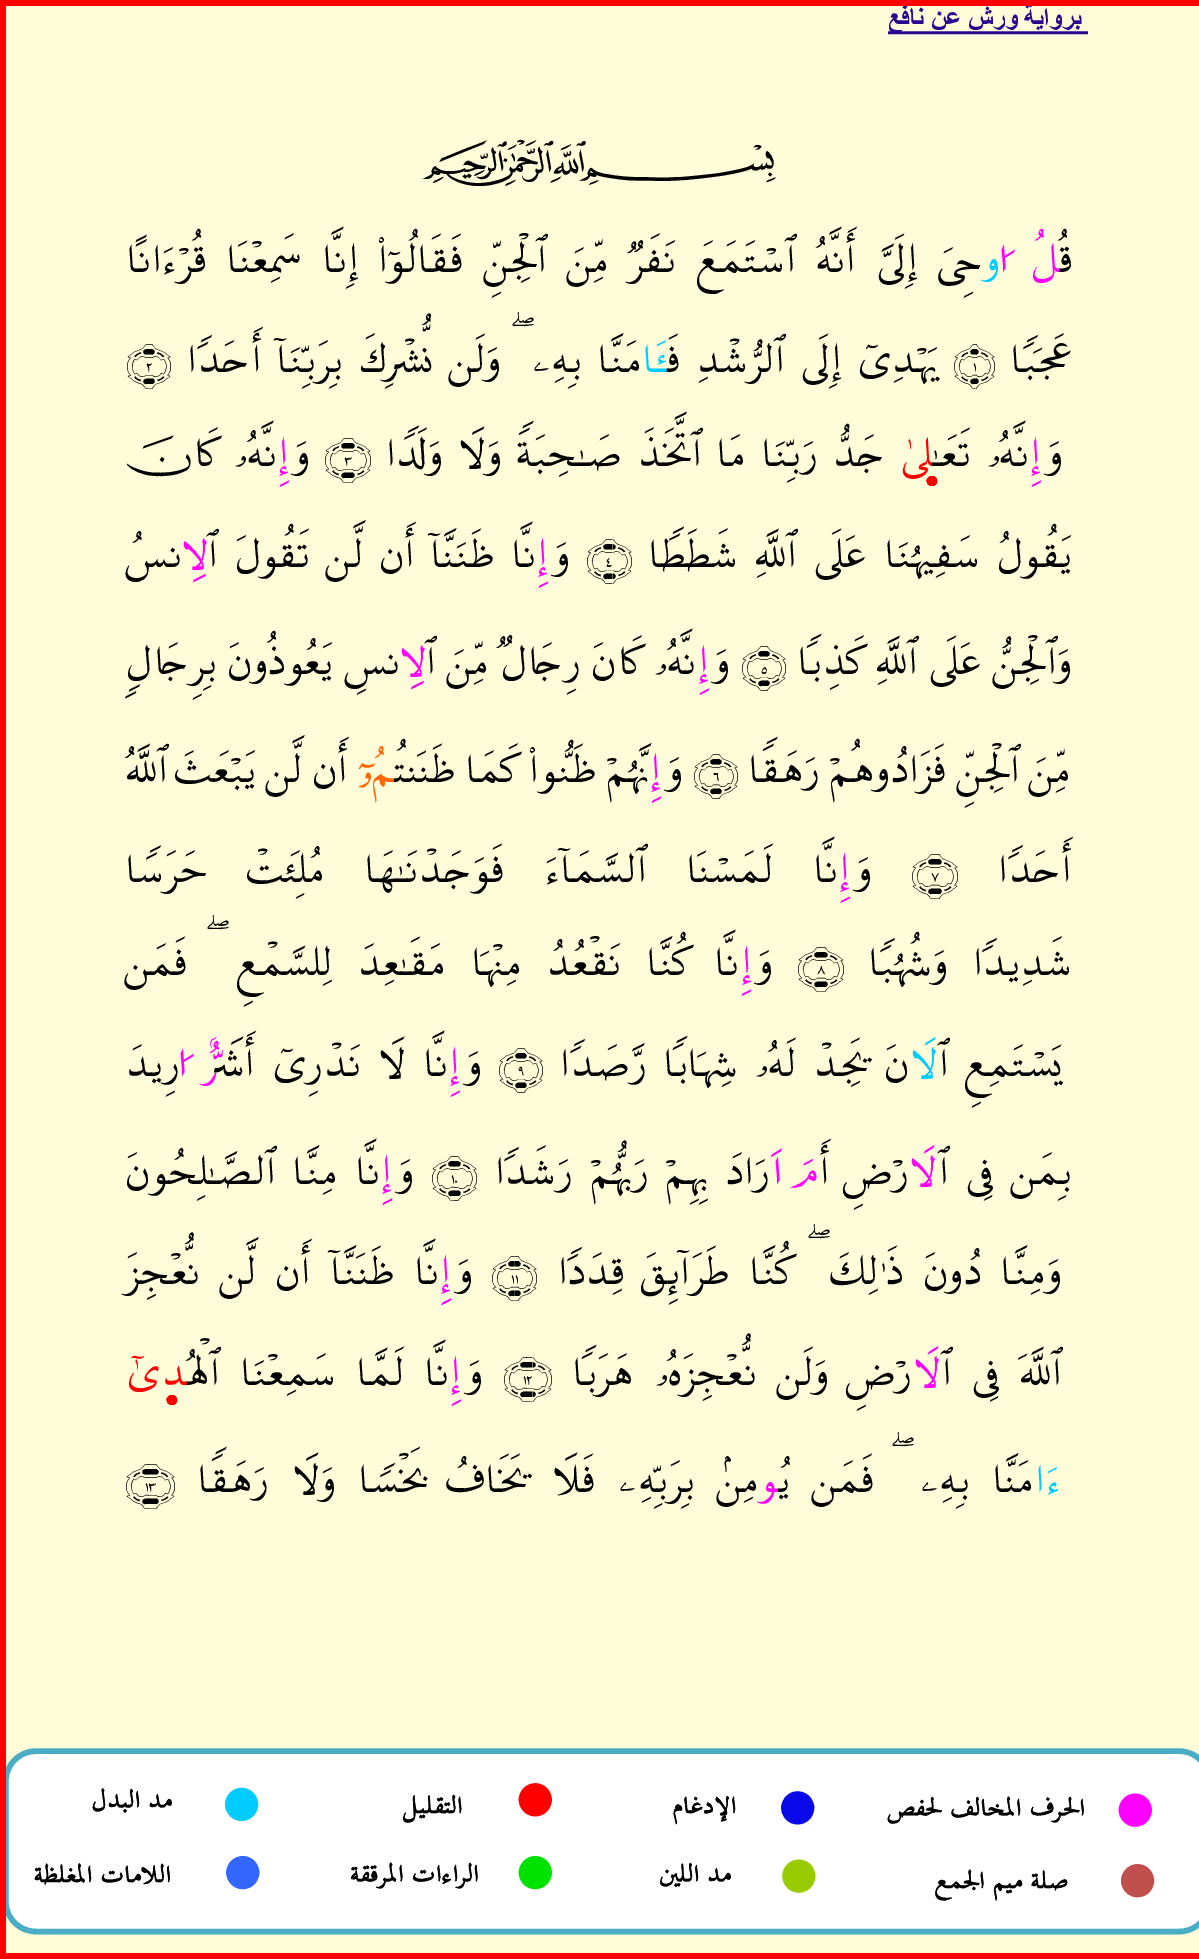 برواية ورش عن نافع
بِسْمِ ٱللَّهِ ٱلرَّحْمَٰنِ ٱلرَّحِيمِ
قُلُ ا۟وحِىَ إِلَىَّ أَنَّهُ ٱسْتَمَعَ نَفَرٌ مِّنَ ٱلْجِنِّ فَقَالُوٓا۟ إِنَّا سَمِعْنَا قُرْءَانًا
عَجَبًا ١ يَهْدِىٓ إِلَى ٱلرُّشْدِ فَـَٔامَنَّا بِهِۦ ۖ وَلَن نُّشْرِكَ بِرَبِّنَآ أَحَدًا ٢
وَإِنَّهُۥ تَعَـٰلِىٰ جَدُّ رَبِّنَا مَا ٱتَّخَذَ صَـٰحِبَةً وَلَا وَلَدًا ٣ وَإِنَّهُۥ كَانَ
يَقُولُ سَفِيهُنَا عَلَى ٱللَّهِ شَطَطًا ٤ وَإِنَّا ظَنَنَّآ أَن لَّن تَقُولَ ٱلِانسُ
وَٱلْجِنُّ عَلَى ٱللَّهِ كَذِبًا ٥ وَإِنَّهُۥ كَانَ رِجَالٌ مِّنَ ٱلِانسِ يَعُوذُونَ بِرِجَالٍ
مِّنَ ٱلْجِنِّ فَزَادُوهُمْ رَهَقًا ٦ وَإِنَّهُمْ ظَنُّوا۟ كَمَا ظَنَنتُمُۥٓ أَن لَّن يَبْعَثَ ٱللَّهُ
أَحَدًا ٧ وَإِنَّا لَمَسْنَا ٱلسَّمَآءَ فَوَجَدْنَـٰهَا مُلِئَتْ حَرَسًا
شَدِيدًا وَشُهُبًا ٨ وَإِنَّا كُنَّا نَقْعُدُ مِنْهَا مَقَـٰعِدَ لِلسَّمْعِ ۖ فَمَن
يَسْتَمِعِ ٱلَانَ يَجِدْ لَهُۥ شِهَابًا رَّصَدًا ٩ وَإِنَّا لَا نَدْرِىٓ أَشَرٌّ ا۟رِيدَ
بِمَن فِى ٱلَارْضِ أَمَ اَرَادَ بِهِمْ رَبُّهُمْ رَشَدًا ١٠ وَإِنَّا مِنَّا ٱلصَّـٰلِحُونَ
وَمِنَّا دُونَ ذَٰلِكَ ۖ كُنَّا طَرَآئِقَ قِدَدًا ١١ وَإِنَّا ظَنَنَّآ أَن لَّن نُّعْجِزَ
ٱللَّهَ فِى ٱلَارْضِ وَلَن نُّعْجِزَهُۥ هَرَبًا ١٢ وَإِنَّا لَمَّا سَمِعْنَا ٱلْهُدِىٰٓ
ءَامَنَّا بِهِۦ ۖ فَمَن يُومِنۢ بِرَبِّهِۦ فَلَا يَخَافُ بَخْسًا وَلَا رَهَقًا ١٣
الحرف المخالف لحفص الإدغام التقليل مد البدل
صلة ميم الجمع مد اللين الراءات المرققة اللامات المغلظة